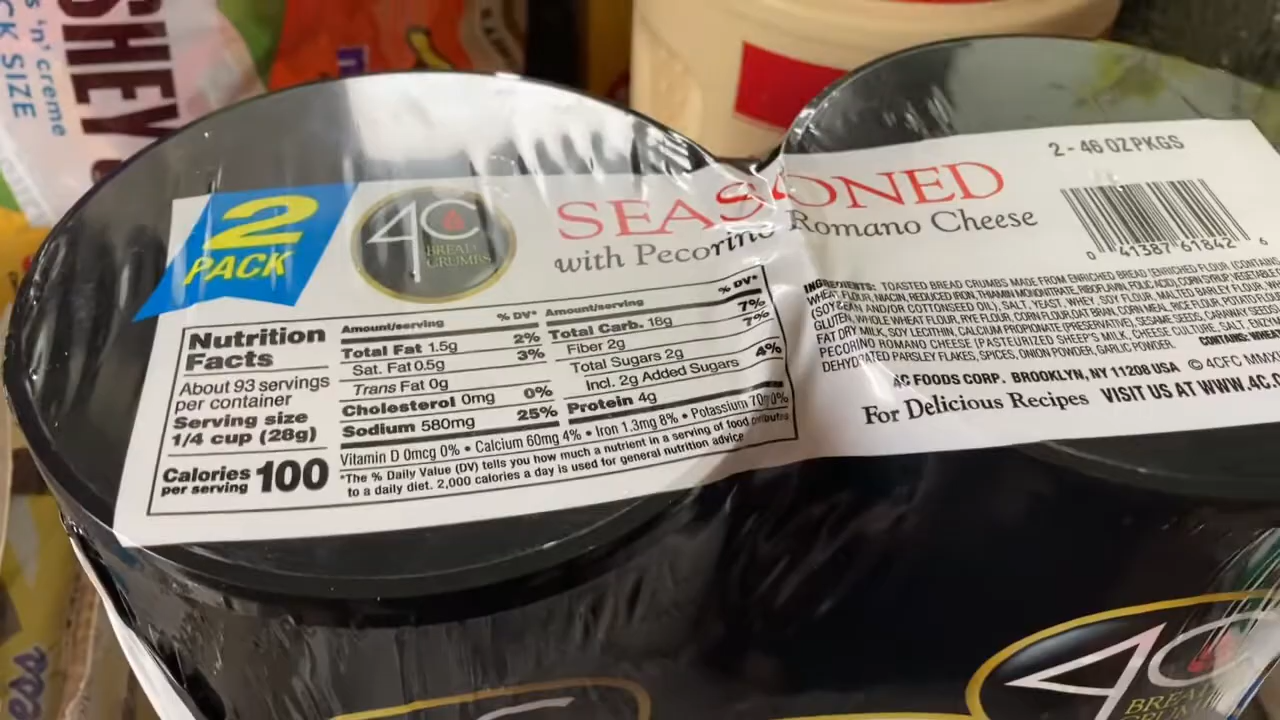 SHEY
s 'n' creme
CK SIZE
2
PACK
4C
BREAD
CRUMBS
SEASONED
with Pecorino Romano Cheese
2 - 46 OZ PKGS
0 41387 61842 6
Nutrition
Facts
About 93 servings
per container
Serving size
1/4 cup (28g)
Calories
per serving 100
Amount/serving % DV*
Total Fat 1.5g 2%
Sat. Fat 0.5g 3%
Trans Fat 0g
Cholesterol 0mg 0%
Sodium 580mg 25%
Amount/serving % DV*
Total Carb. 16g 7%
Fiber 2g 7%
Total Sugars 2g
Incl. 2g Added Sugars 4%
Protein 4g
Vitamin D 0mcg 0% • Calcium 60mg 4% • Iron 1.3mg 8% • Potassium 70 0%
*The % Daily Value (DV) tells you how much a nutrient in a serving of food contributes
to a daily diet. 2,000 calories a day is used for general nutrition advice
INGREDIENTS: TOASTED BREAD CRUMBS MADE FROM ENRICHED BREAD [ENRICHED FLOUR (CONTAINS
WHEAT FLOUR, NIACIN, REDUCED IRON, THIAMIN MONONITRATE, RIBOFLAVIN, FOLIC ACID), CORN SYRUP, VEGETABLE
(SOYBEAN AND/OR COTTONSEED OIL), SALT, YEAST, WHEY, SOY FLOUR, MALTED BARLEY FLOUR,
GLUTEN, WHOLE WHEAT FLOUR, RYE FLOUR, CORN FLOUR, OAT BRAN, CORN MEAL, RICE FLOUR, POTATO FLOUR
FAT DRY MILK, SOY LECITHIN, CALCIUM PROPIONATE (PRESERVATIVE), SESAME SEEDS, CARAWAY SEEDS
PECORINO ROMANO CHEESE [PASTEURIZED SHEEP'S MILK, CHEESE CULTURE, SALT,
DEHYDRATED PARSLEY FLAKES, SPICES, ONION POWDER, GARLIC POWDER.
CONTAINS:
4C FOODS CORP. BROOKLYN, NY 11208 USA © 4CFC
For Delicious Recipes VISIT US AT WWW.4C.
4C
BREAD
ess